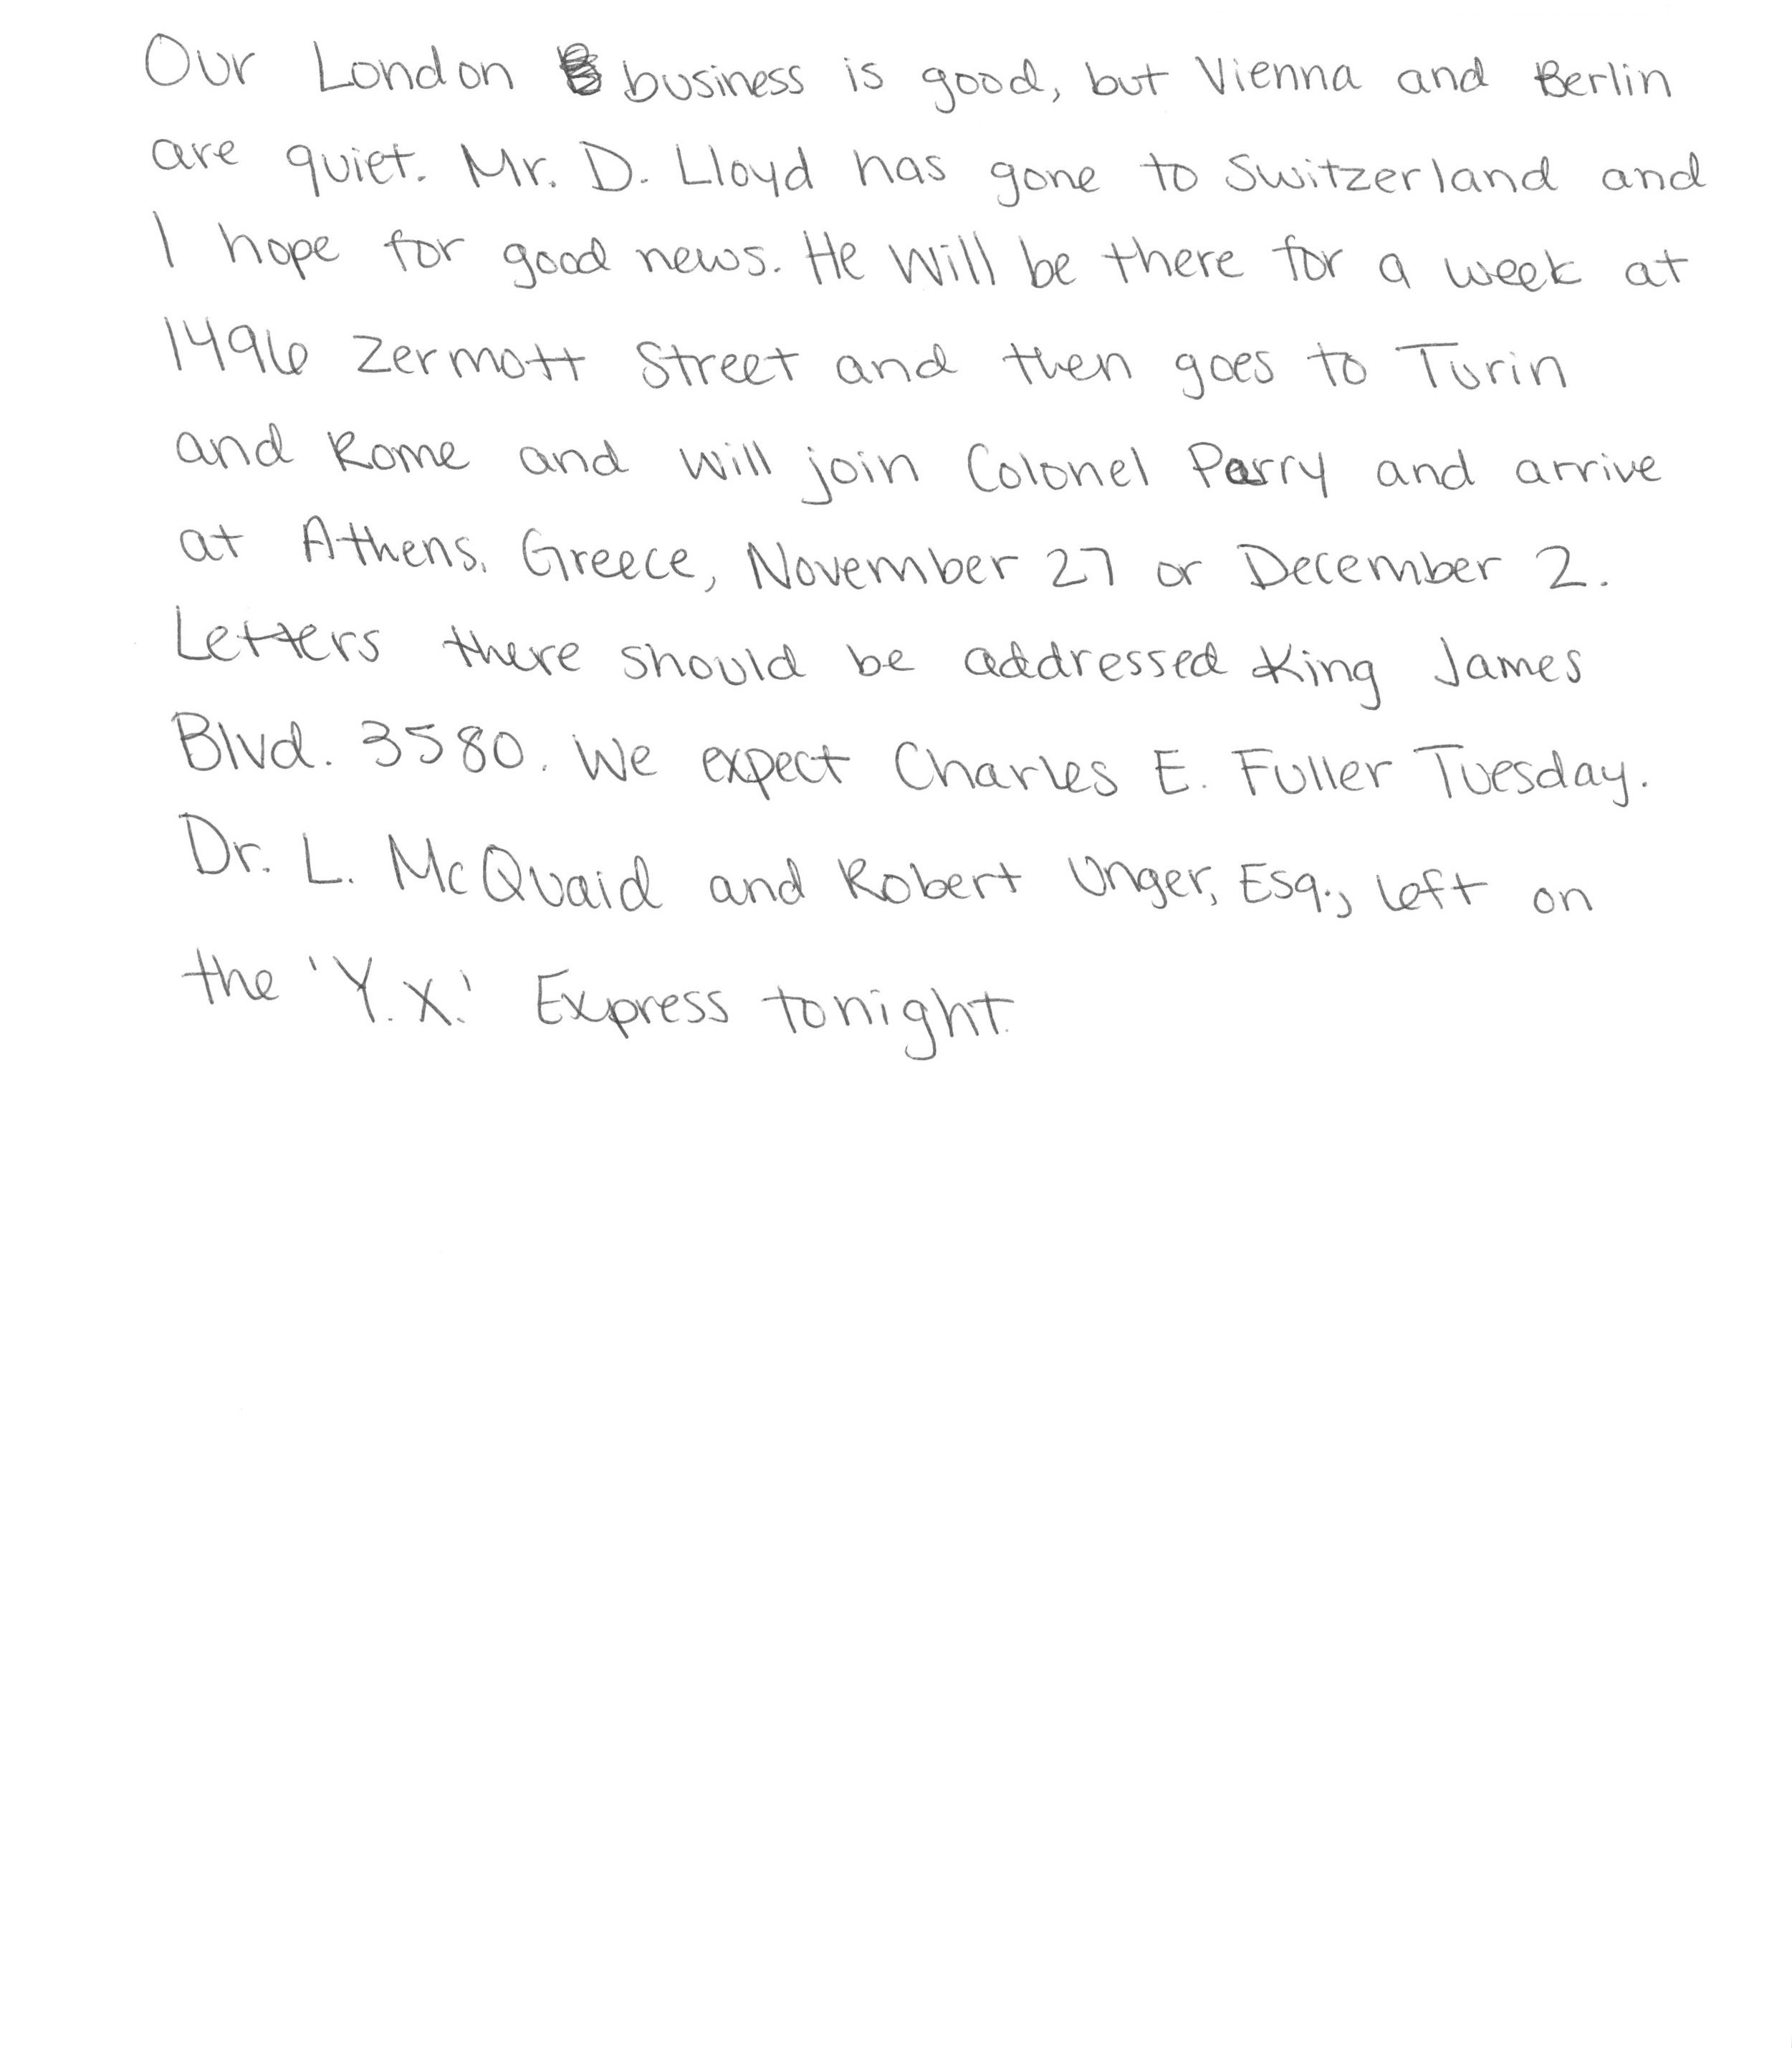 Our London business is good, but Vienna and Berlin
are quiet. Mr. D. Lloyd has gone to Switzerland and
I hope for good news. He will be there for a week at
1496 Zermott Street and then goes to Turin
and Rome and will join Colonel Parry and arrive
at Athens, Greece, November 27 or December 2.
Letters there should be addressed King James
Blvd. 3580. We expect Charles E. Fuller Tuesday.
Dr. L. McQuaid and Robert Unger, Esq., left on
the 'Y.X.' Express tonight.